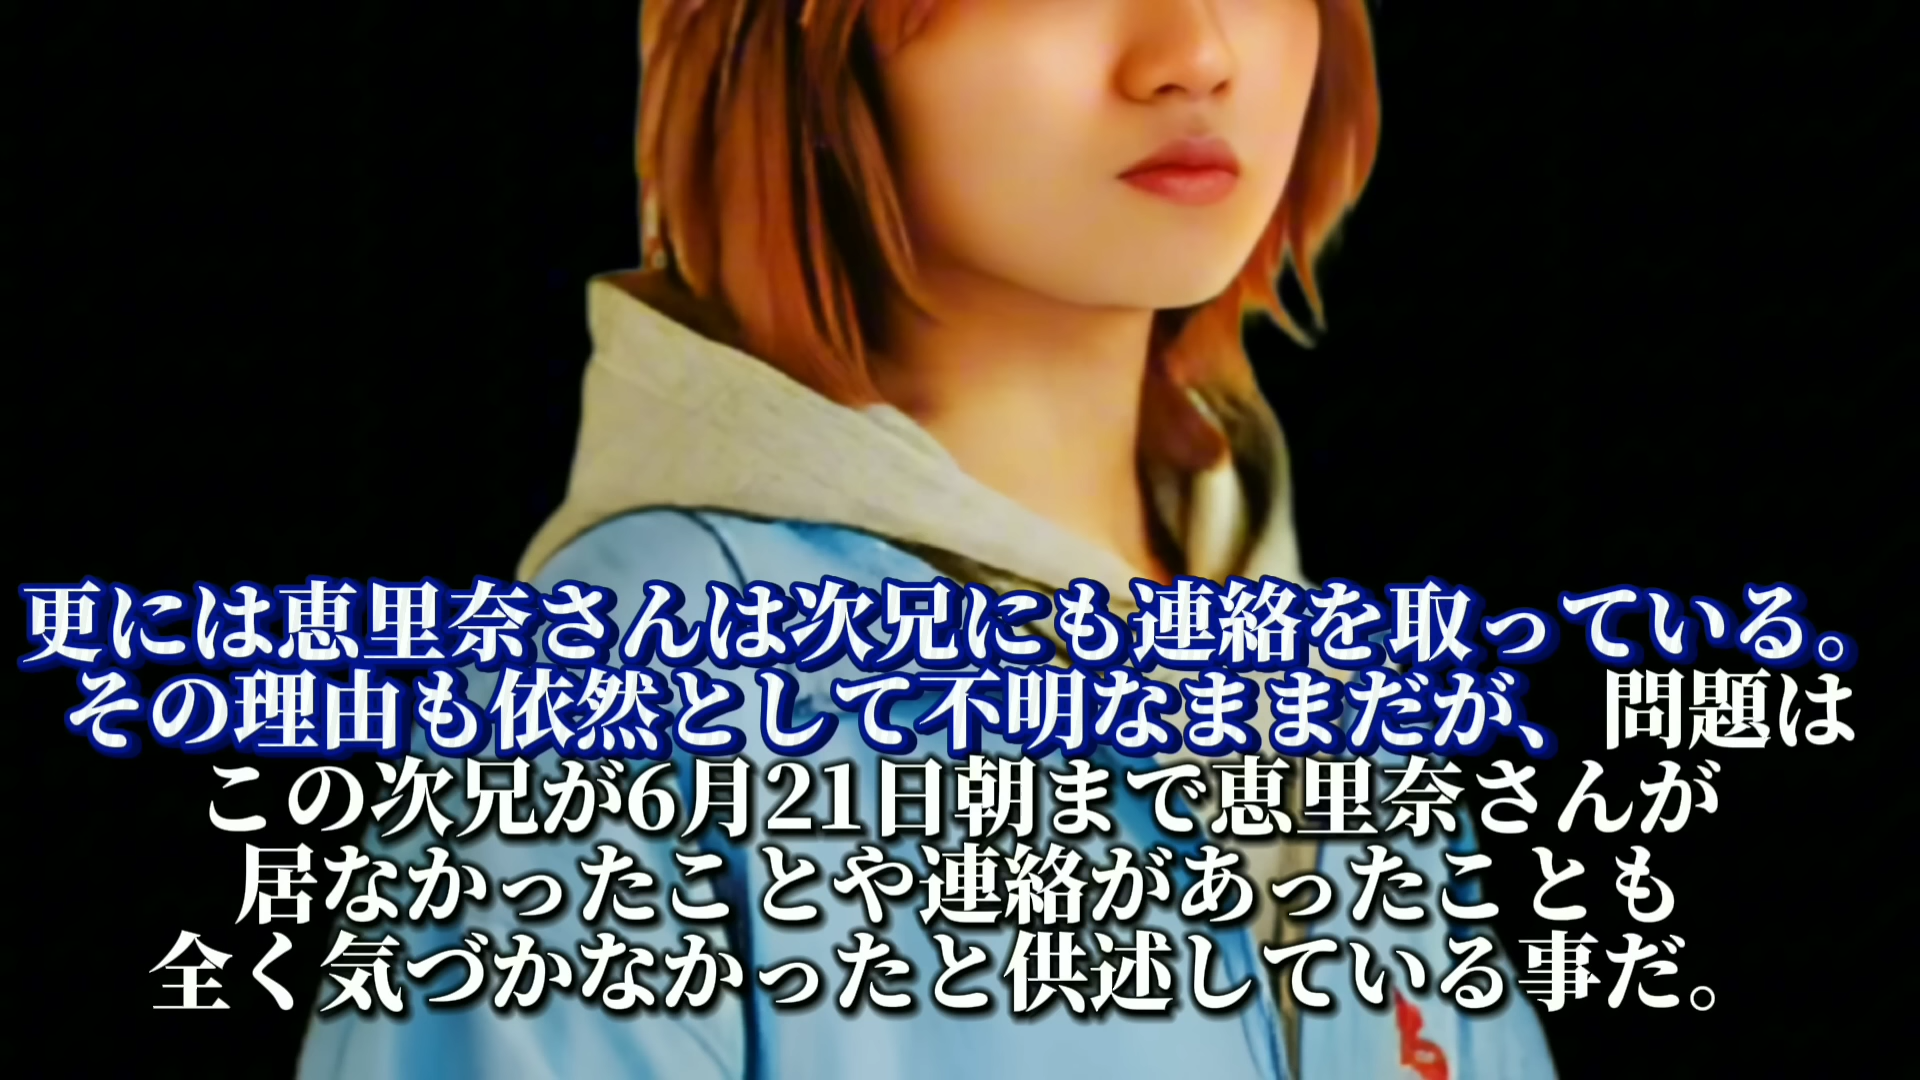 更には恵里奈さんは次兄にも連絡を取っている。
その理由も依然として不明なままだが、問題は
この次兄が6月21日朝まで恵里奈さんが
居なかったことや連絡があったことも
全く気づかなかったと供述している事だ。